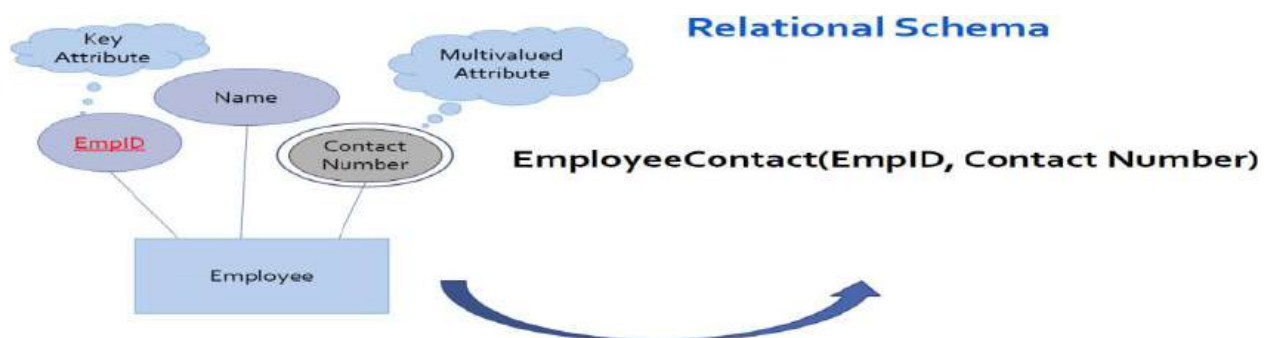 Relational Schema
Key
Attribute
Multivalued
Attribute
Name
EmpID
Contact
Number
EmployeeContact(EmpID, Contact Number)
Employee